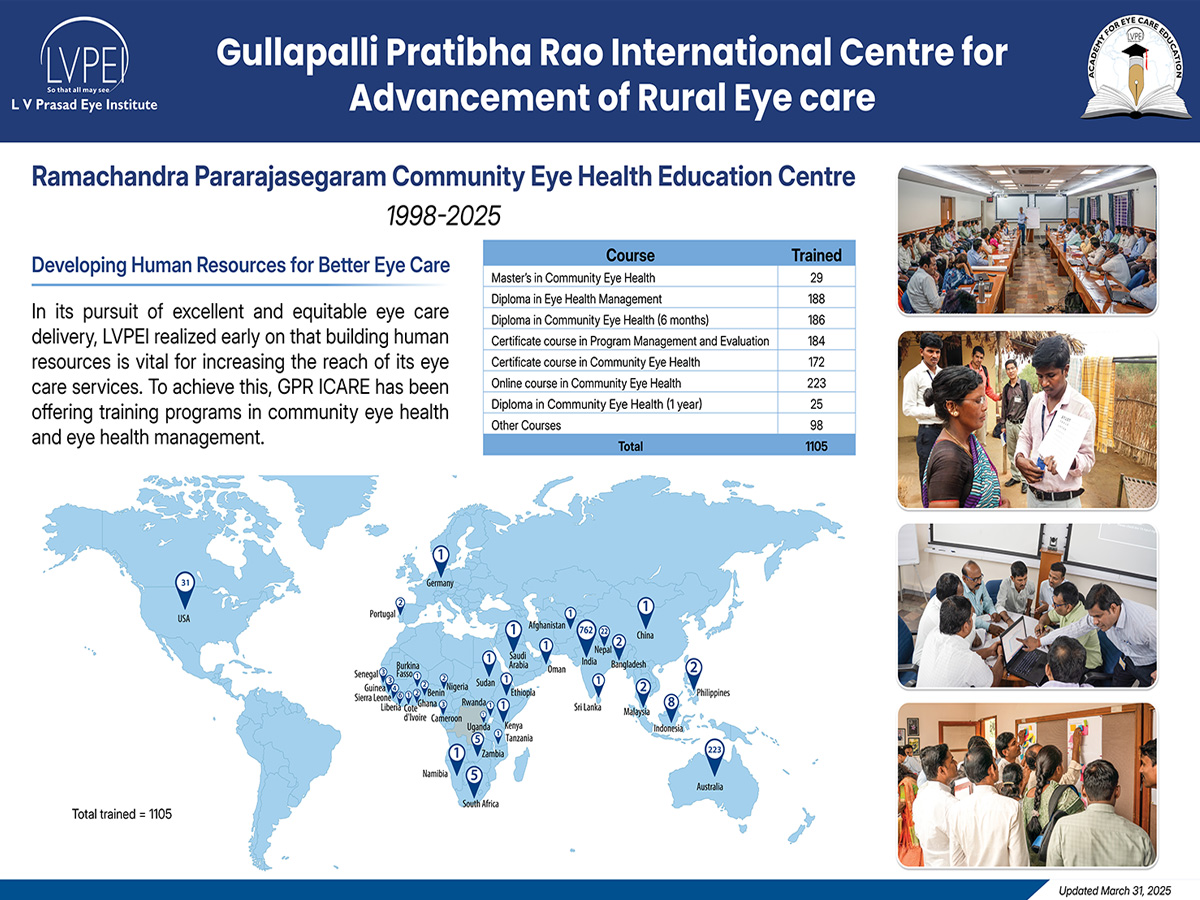 LVPEI
So that all may see
L V Prasad Eye Institute
Gullapalli Pratibha Rao International Centre for
Advancement of Rural Eye care
ACADEMY FOR EYE CARE EDUCATION
LVPEI
Ramachandra Pararajasegaram Community Eye Health Education Centre
1998-2025
Developing Human Resources for Better Eye Care
In its pursuit of excellent and equitable eye care
delivery, LVPEI realized early on that building human
resources is vital for increasing the reach of its eye
care services. To achieve this, GPR ICARE has been
offering training programs in community eye health
and eye health management.
Course Trained
Master's in Community Eye Health 29
Diploma in Eye Health Management 188
Diploma in Community Eye Health (6 months) 186
Certificate course in Program Management and Evaluation 184
Certificate course in Community Eye Health 172
Online course in Community Eye Health 223
Diploma in Community Eye Health (1 year) 25
Other Courses 98
Total 1105
1
Germany
31
USA
2
Portugal
1
Afghanistan
1
China
762
India
22
Nepal
2
Bangladesh
1
Saudi
Arabia
1
Oman
1
Sudan
1
Ethiopia
Senegal
Burkina
Fasso
Guinea
Sierra Leone
Liberia
Cote
d'Ivoire
Ghana
Benin
2
Nigeria
3
Cameroon
Rwanda
Uganda
1
Kenya
1
Tanzania
5
Zambia
1
Namibia
5
South Africa
1
Sri Lanka
2
Malaysia
8
Indonesia
2
Philippines
223
Australia
Total trained = 1105
Updated March 31, 2025